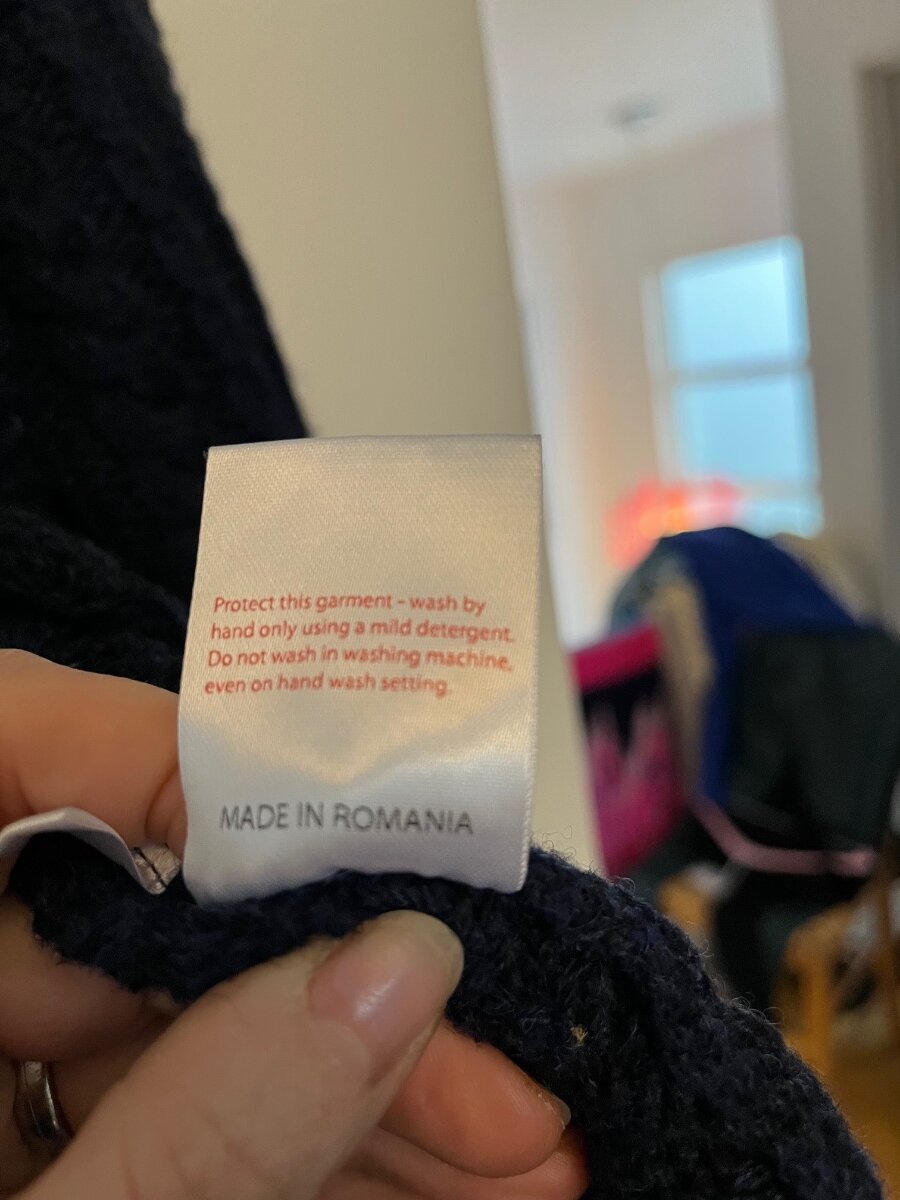 Protect this garment – wash by
hand only using a mild detergent.
Do not wash in washing machine,
even on hand wash setting.
MADE IN ROMANIA